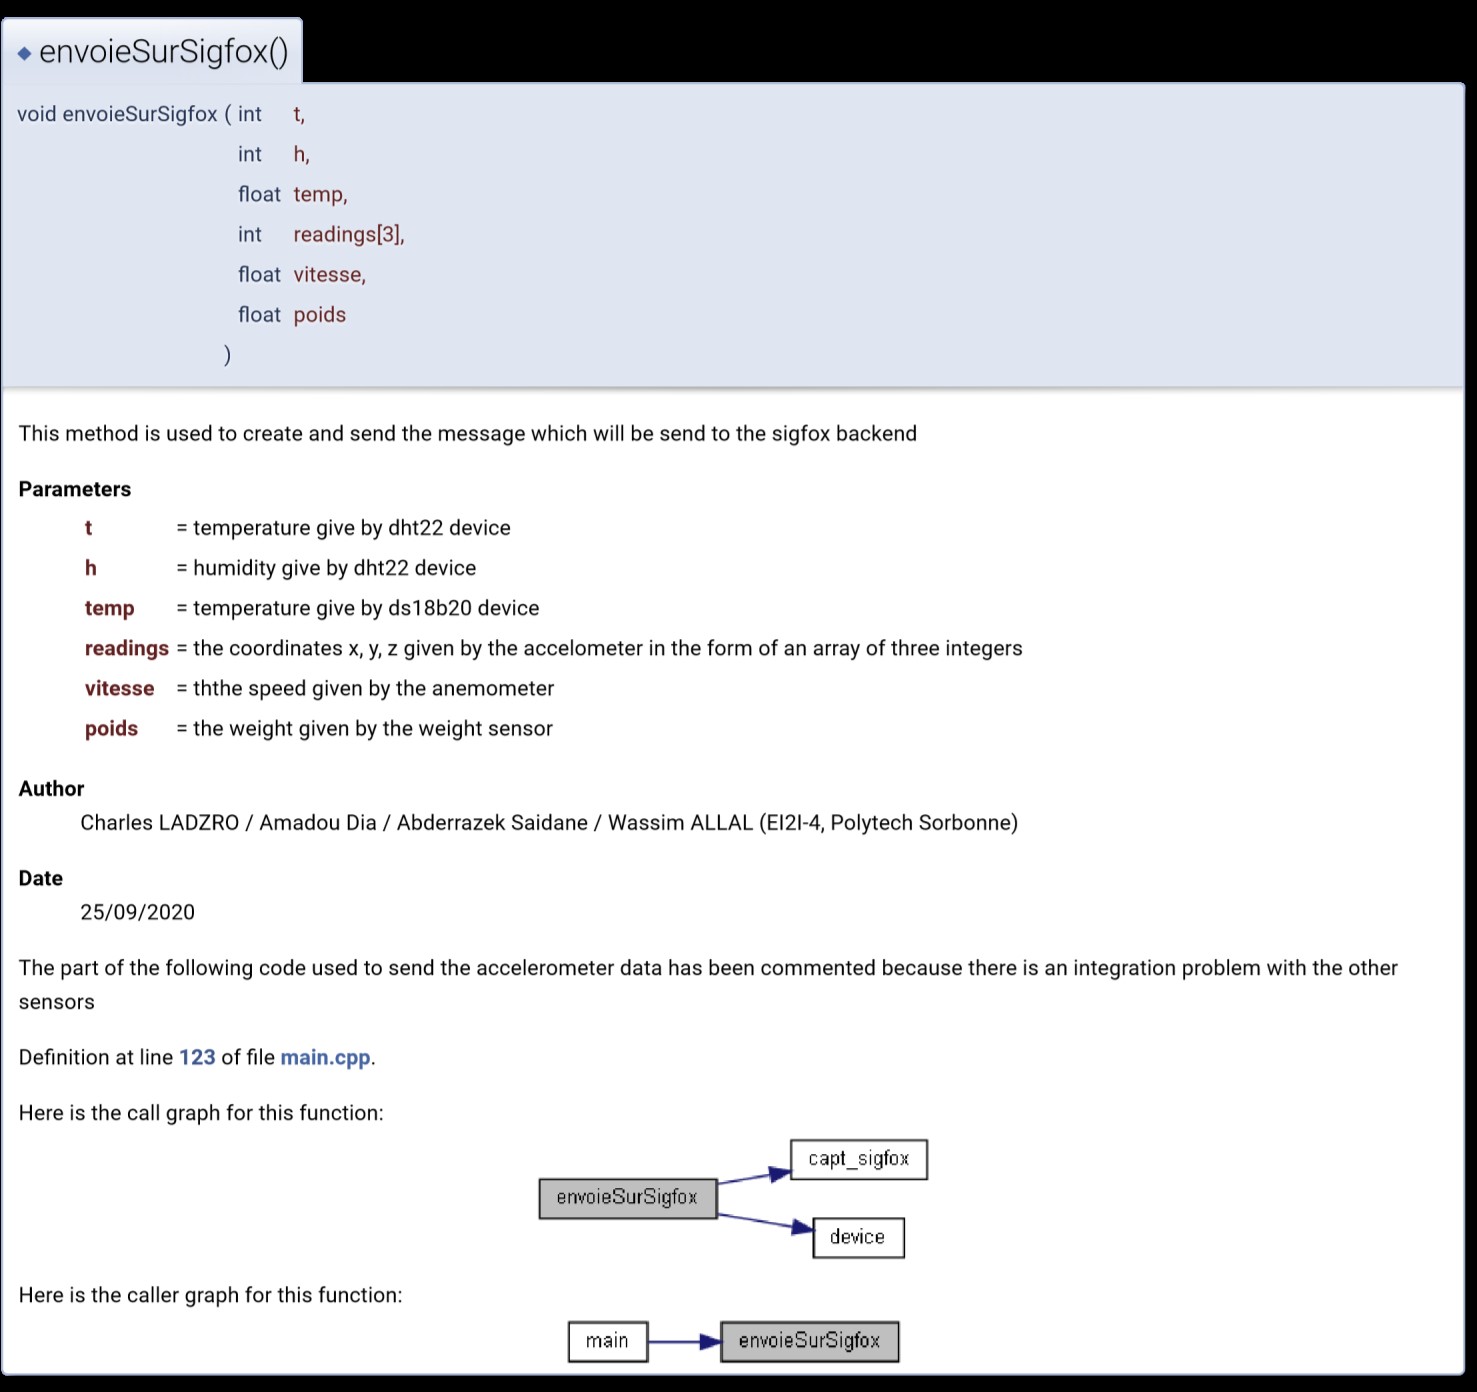 ◆ envoieSurSigfox()
void envoieSurSigfox ( int t,
int h,
float temp,
int readings[3],
float vitesse,
float poids
)
This method is used to create and send the message which will be send to the sigfox backend
Parameters
t = temperature give by dht22 device
h = humidity give by dht22 device
temp = temperature give by ds18b20 device
readings = the coordinates x, y, z given by the accelometer in the form of an array of three integers
vitesse = ththe speed given by the anemometer
poids = the weight given by the weight sensor
Author
Charles LADZRO / Amadou Dia / Abderrazek Saidane / Wassim ALLAL (EI2I-4, Polytech Sorbonne)
Date
25/09/2020
The part of the following code used to send the accelerometer data has been commented because there is an integration problem with the other
sensors
Definition at line 123 of file main.cpp.
Here is the call graph for this function:
capt_sigfox
envoieSurSigfox
device
Here is the caller graph for this function:
main envoieSurSigfox